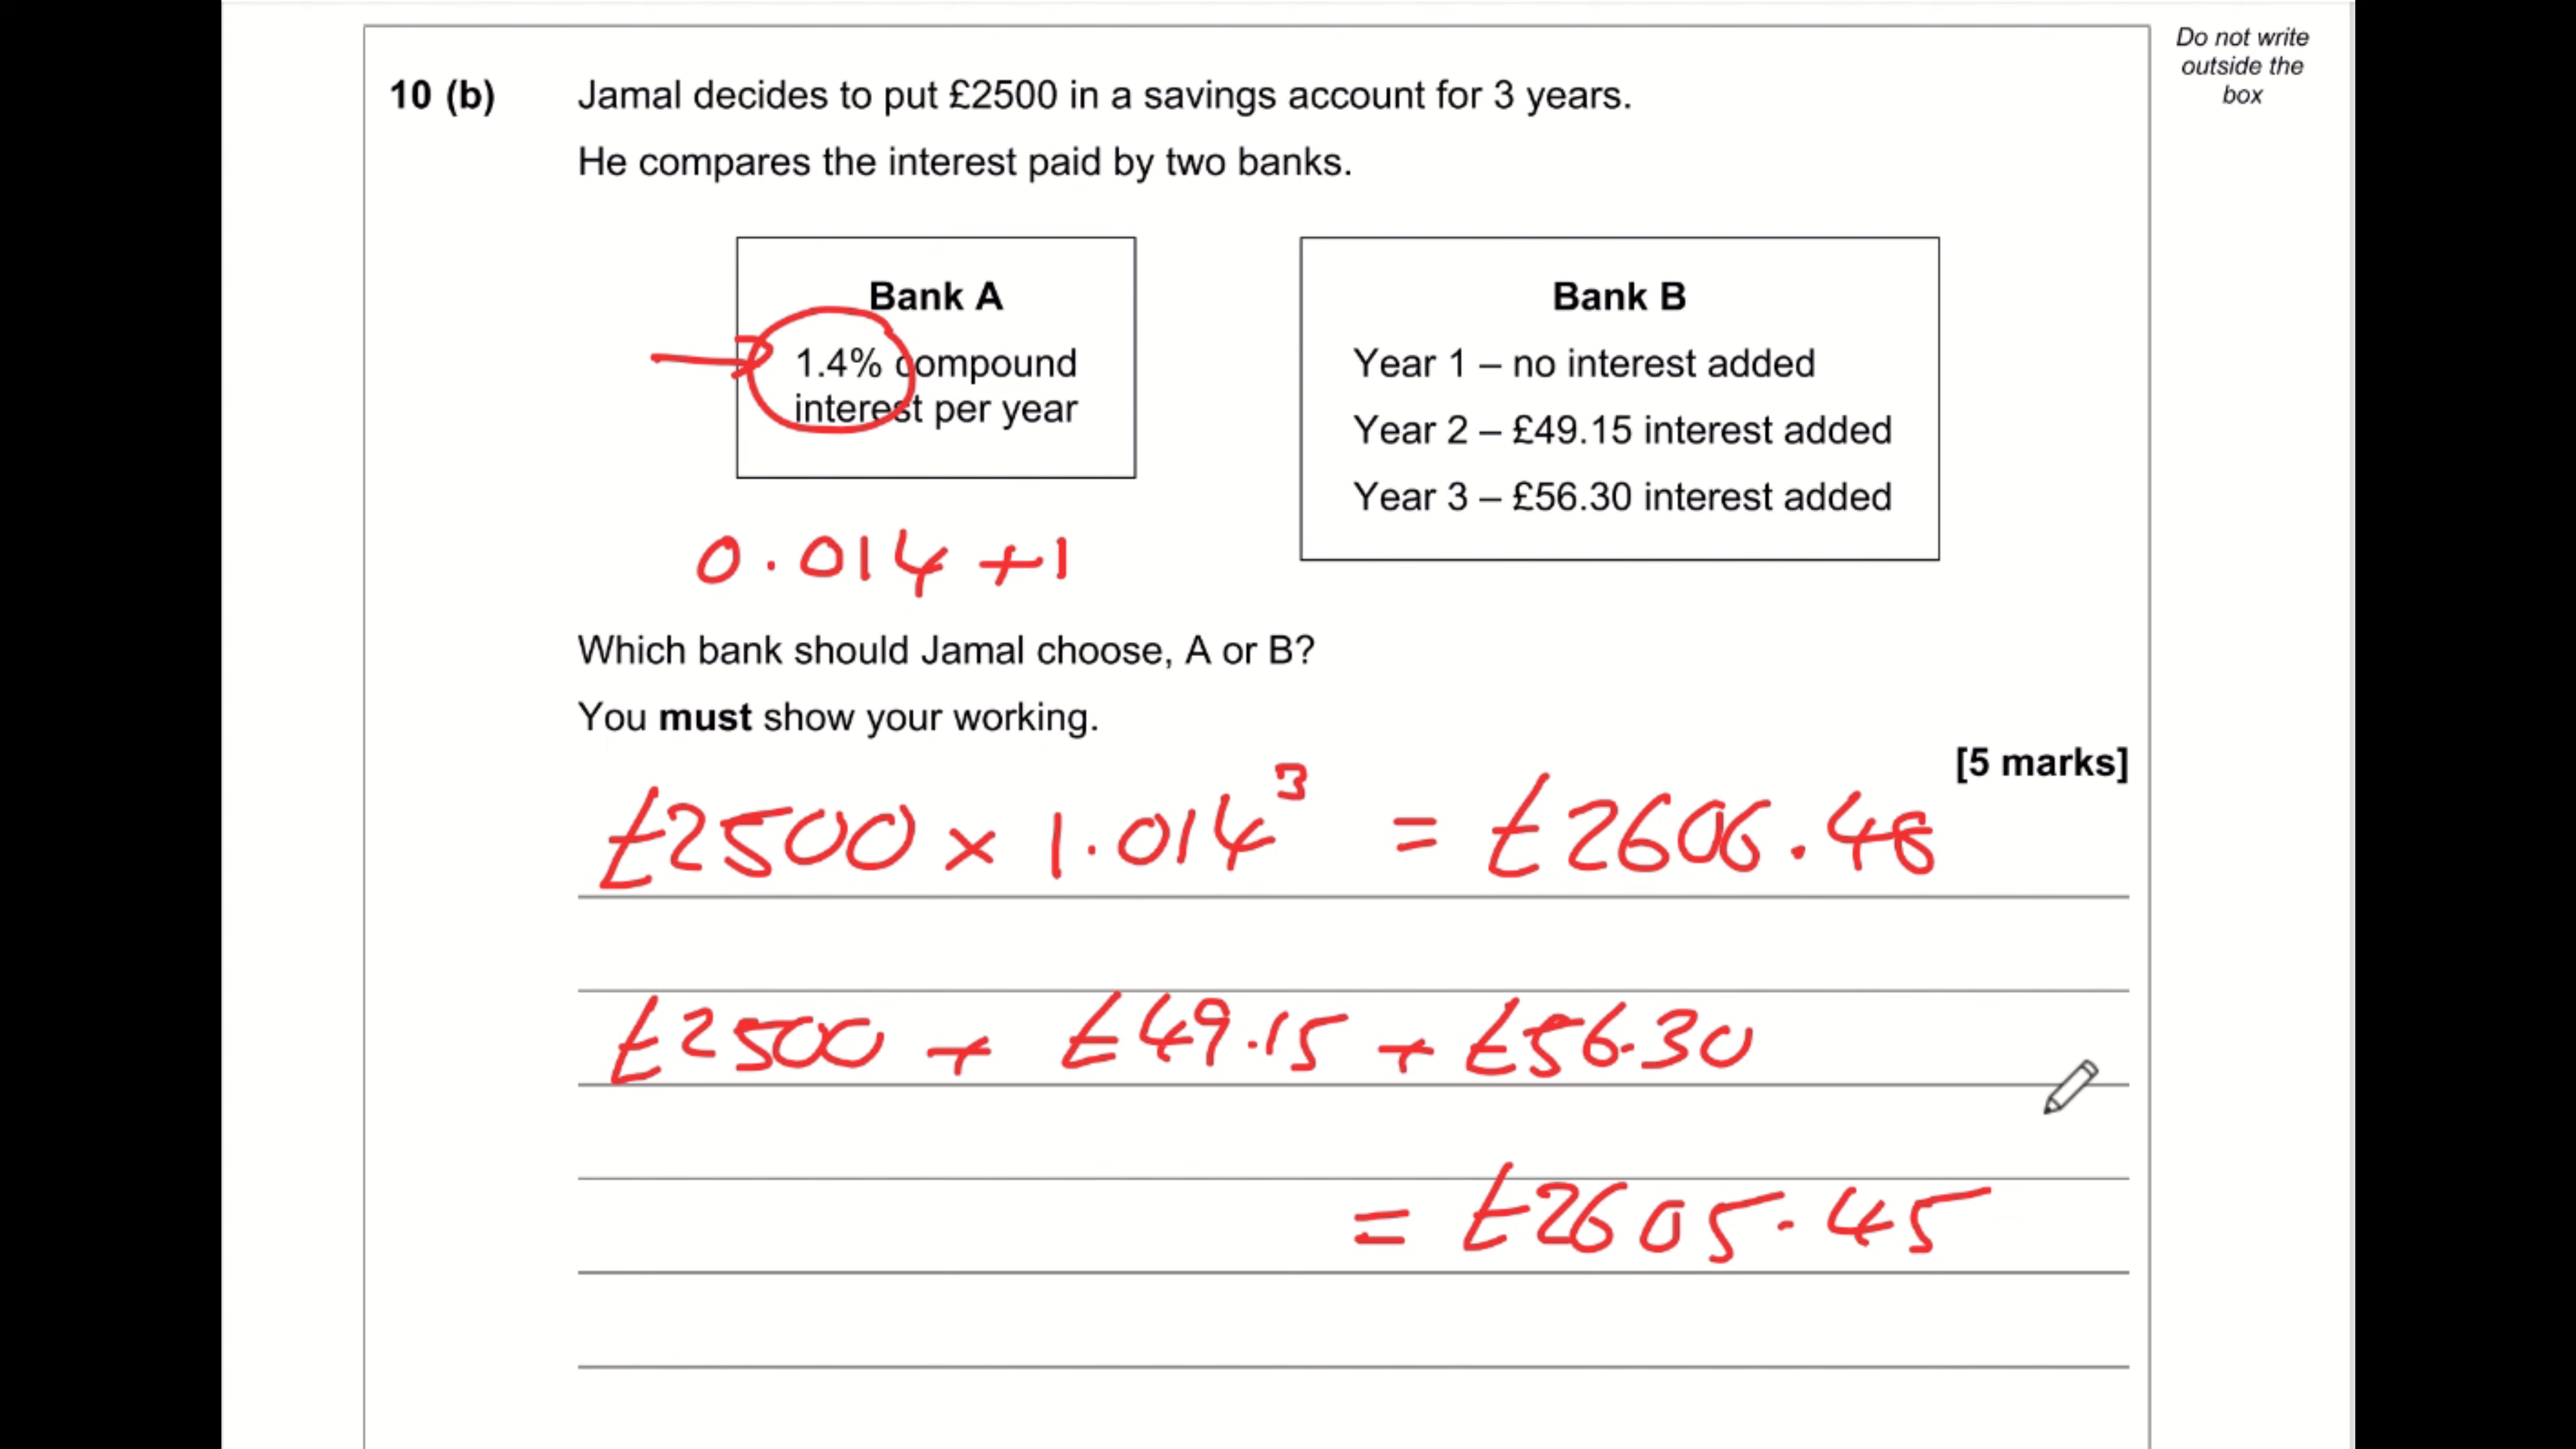 Do not write
outside the
box
10 (b) Jamal decides to put £2500 in a savings account for 3 years.
He compares the interest paid by two banks.
Bank A
1.4% compound
interest per year
Bank B
Year 1 – no interest added
Year 2 – £49.15 interest added
Year 3 – £56.30 interest added
0.014 +1
Which bank should Jamal choose, A or B?
You must show your working.
[5 marks]
£2500 × 1.014³ = £2606.48
£2500 + £49.15 + £56.30
= £2605.45